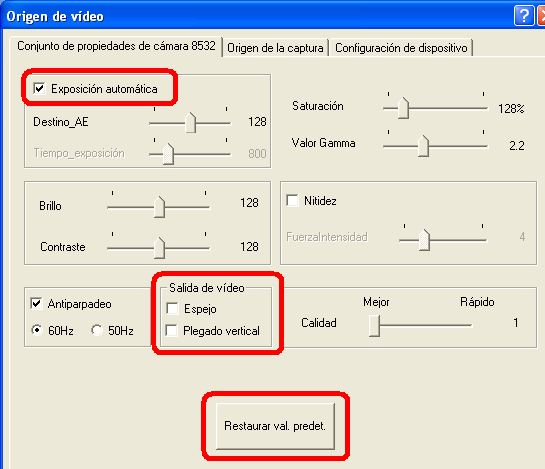 Origen de vídeo
Conjunto de propiedades de cámara 8532
Origen de la captura
Configuración de dispositivo
Exposición automática
Destino_AE
128
Tiempo_exposición
800
Saturación
128%
Valor Gamma
2.2
Brillo
128
Contraste
128
Nitidez
FuerzaIntensidad
4
Antiparpadeo
60Hz
50Hz
Salida de vídeo
Espejo
Plegado vertical
Mejor
Rápido
Calidad
1
Restaurar val. predet.